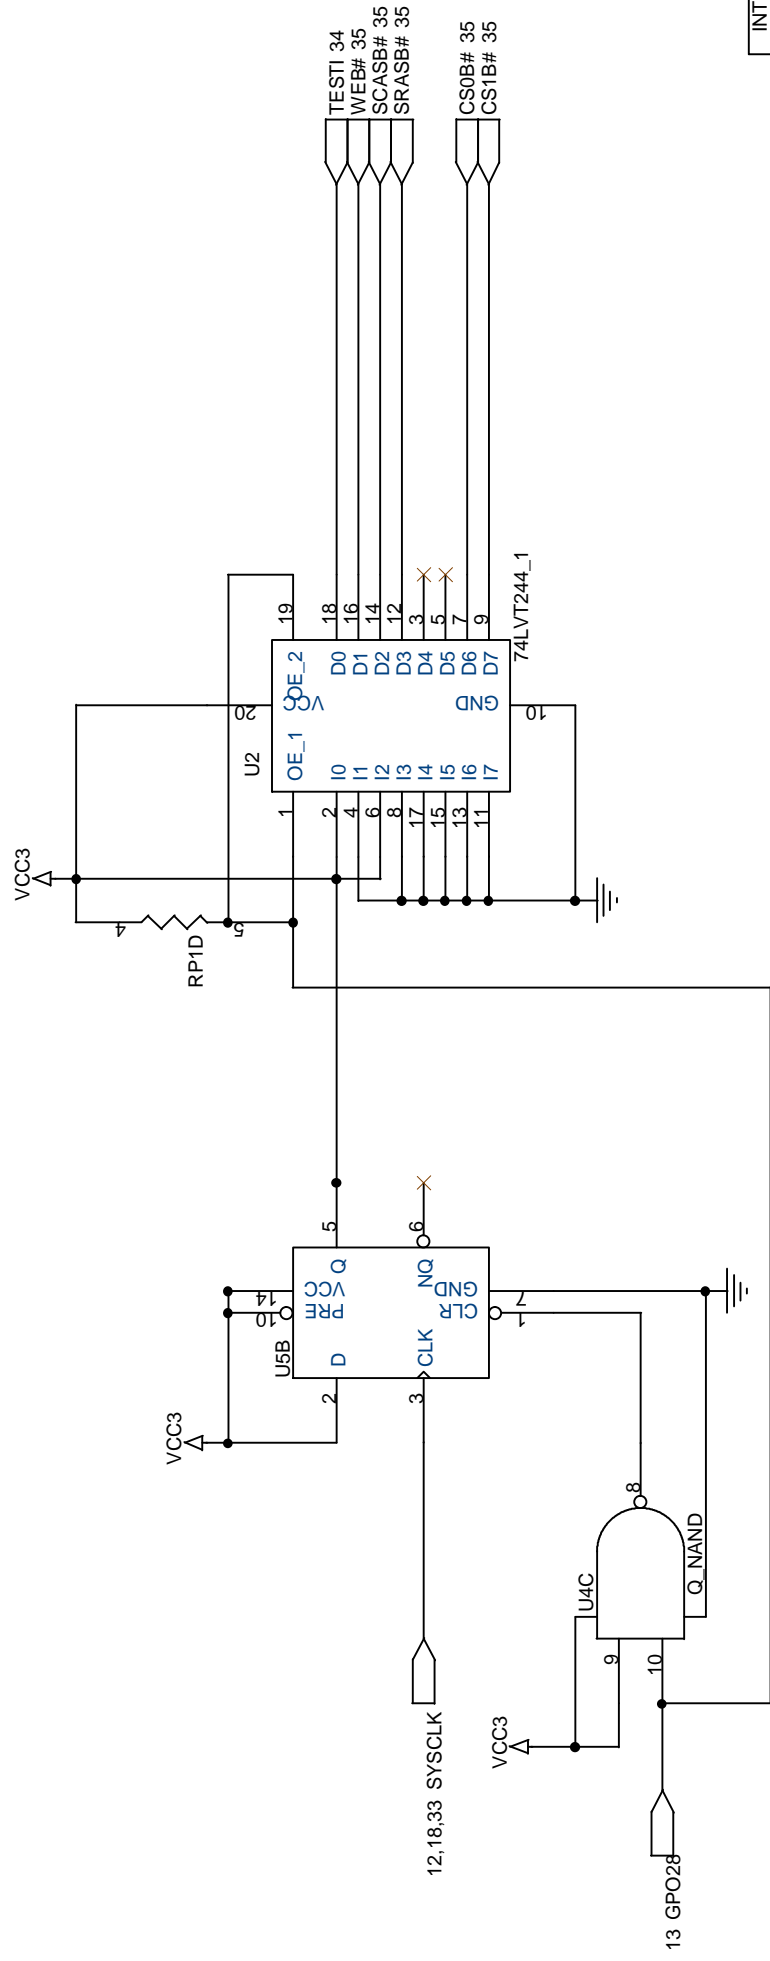 INT
TESTI 34
WEB# 35
SCASB# 35
SRASB# 35
CS0B# 35
CS1B# 35
VCC3
4
5
RP1D
U2
74LVT244_1
20
VCC
10
GND
1
OE_1
OE_2
19
2
I0
D0
18
4
I1
D1
16
6
I2
D2
14
8
I3
D3
12
17
I4
D4
3
15
I5
D5
5
13
I6
D6
7
11
I7
D7
9
VCC3
U5B
10
PRE
14
VCC
2
D
Q
5
3
CLK
NQ
6
CLR
1
GND
7
12,18,33 SYSCLK
VCC3
U4C
9
10
8
Q_NAND
13 GPO28